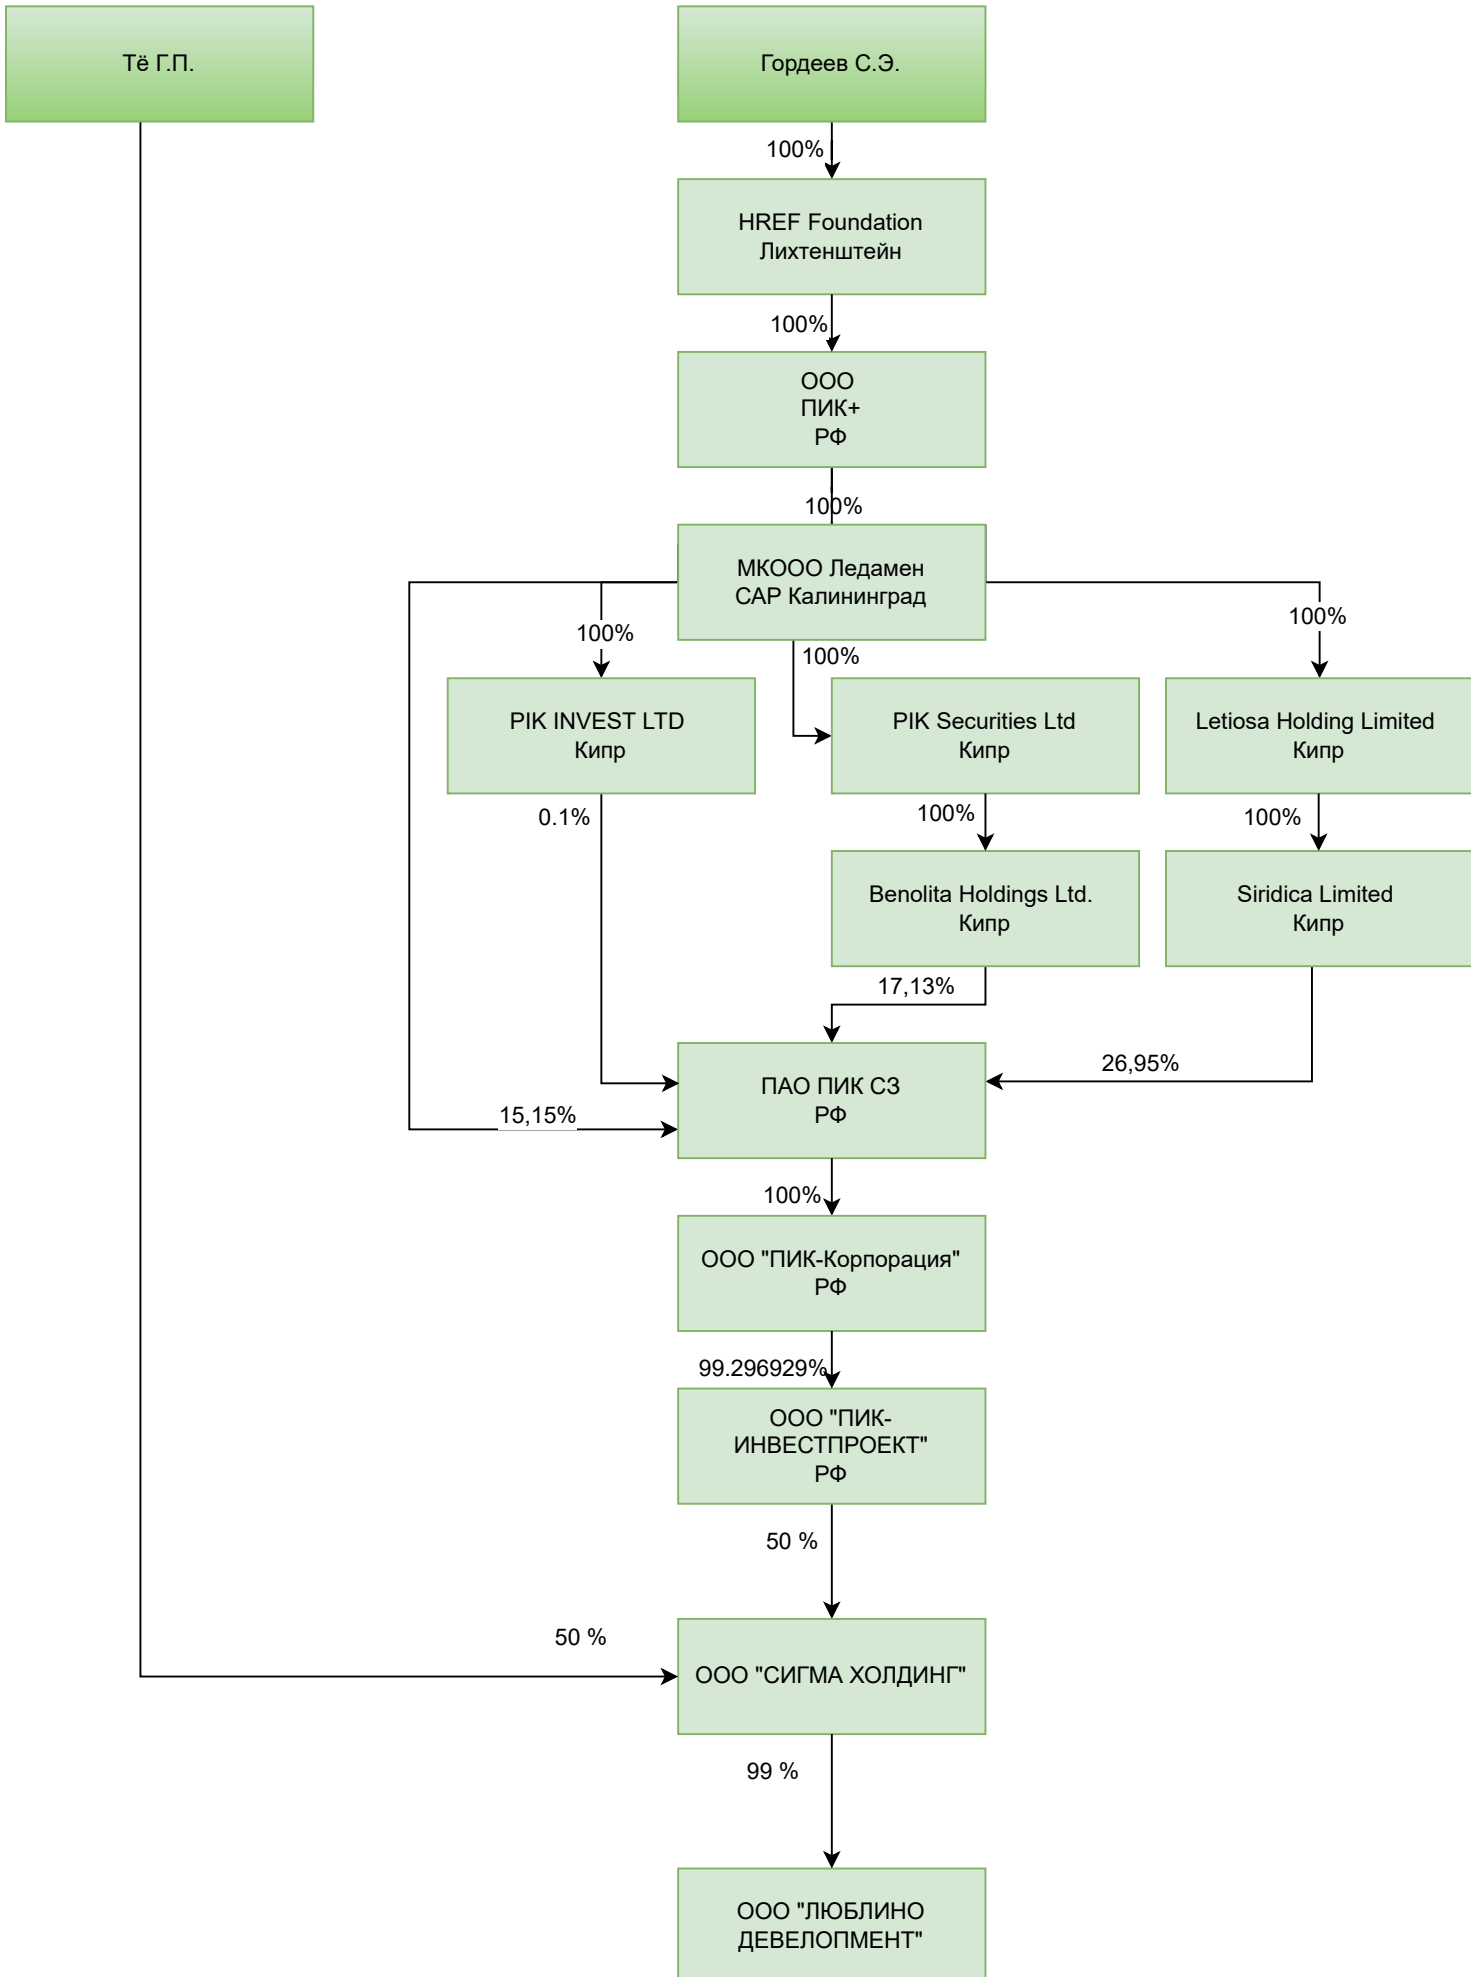 Тё Г.П.
Гордеев С.Э.
100%
HREF Foundation
Лихтенштейн
100%
ООО
ПИК+
РФ
100%
МКООО Ледамен
САР Калининград
100%
100%
100%
PIK INVEST LTD
Кипр
PIK Securities Ltd
Кипр
Letiosa Holding Limited
Кипр
0.1%
100%
100%
Benolita Holdings Ltd.
Кипр
Siridica Limited
Кипр
17,13%
26,95%
ПАО ПИК СЗ
РФ
15,15%
100%
ООО "ПИК-Корпорация"
РФ
99.296929%
ООО "ПИК-
ИНВЕСТПРОЕКТ"
РФ
50 %
50 %
ООО "СИГМА ХОЛДИНГ"
99 %
ООО "ЛЮБЛИНО
ДЕВЕЛОПМЕНТ"